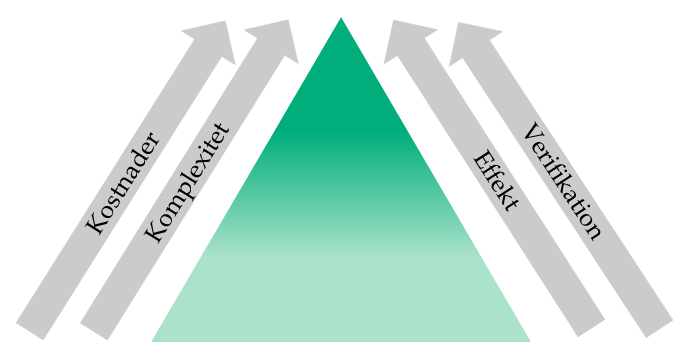 Kostnader
Komplexitet
Effekt
Verifikation